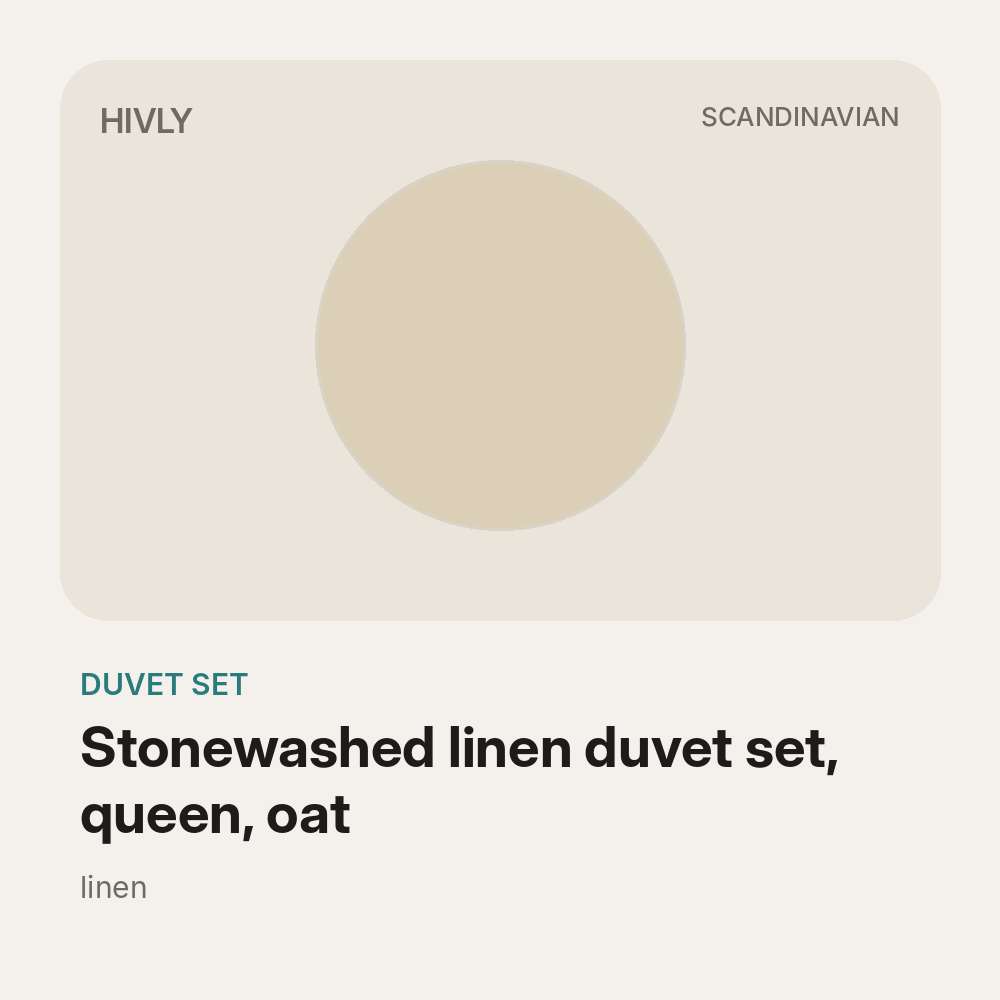 HIVLY
SCANDINAVIAN
DUVET SET
Stonewashed linen duvet set,
queen, oat
linen